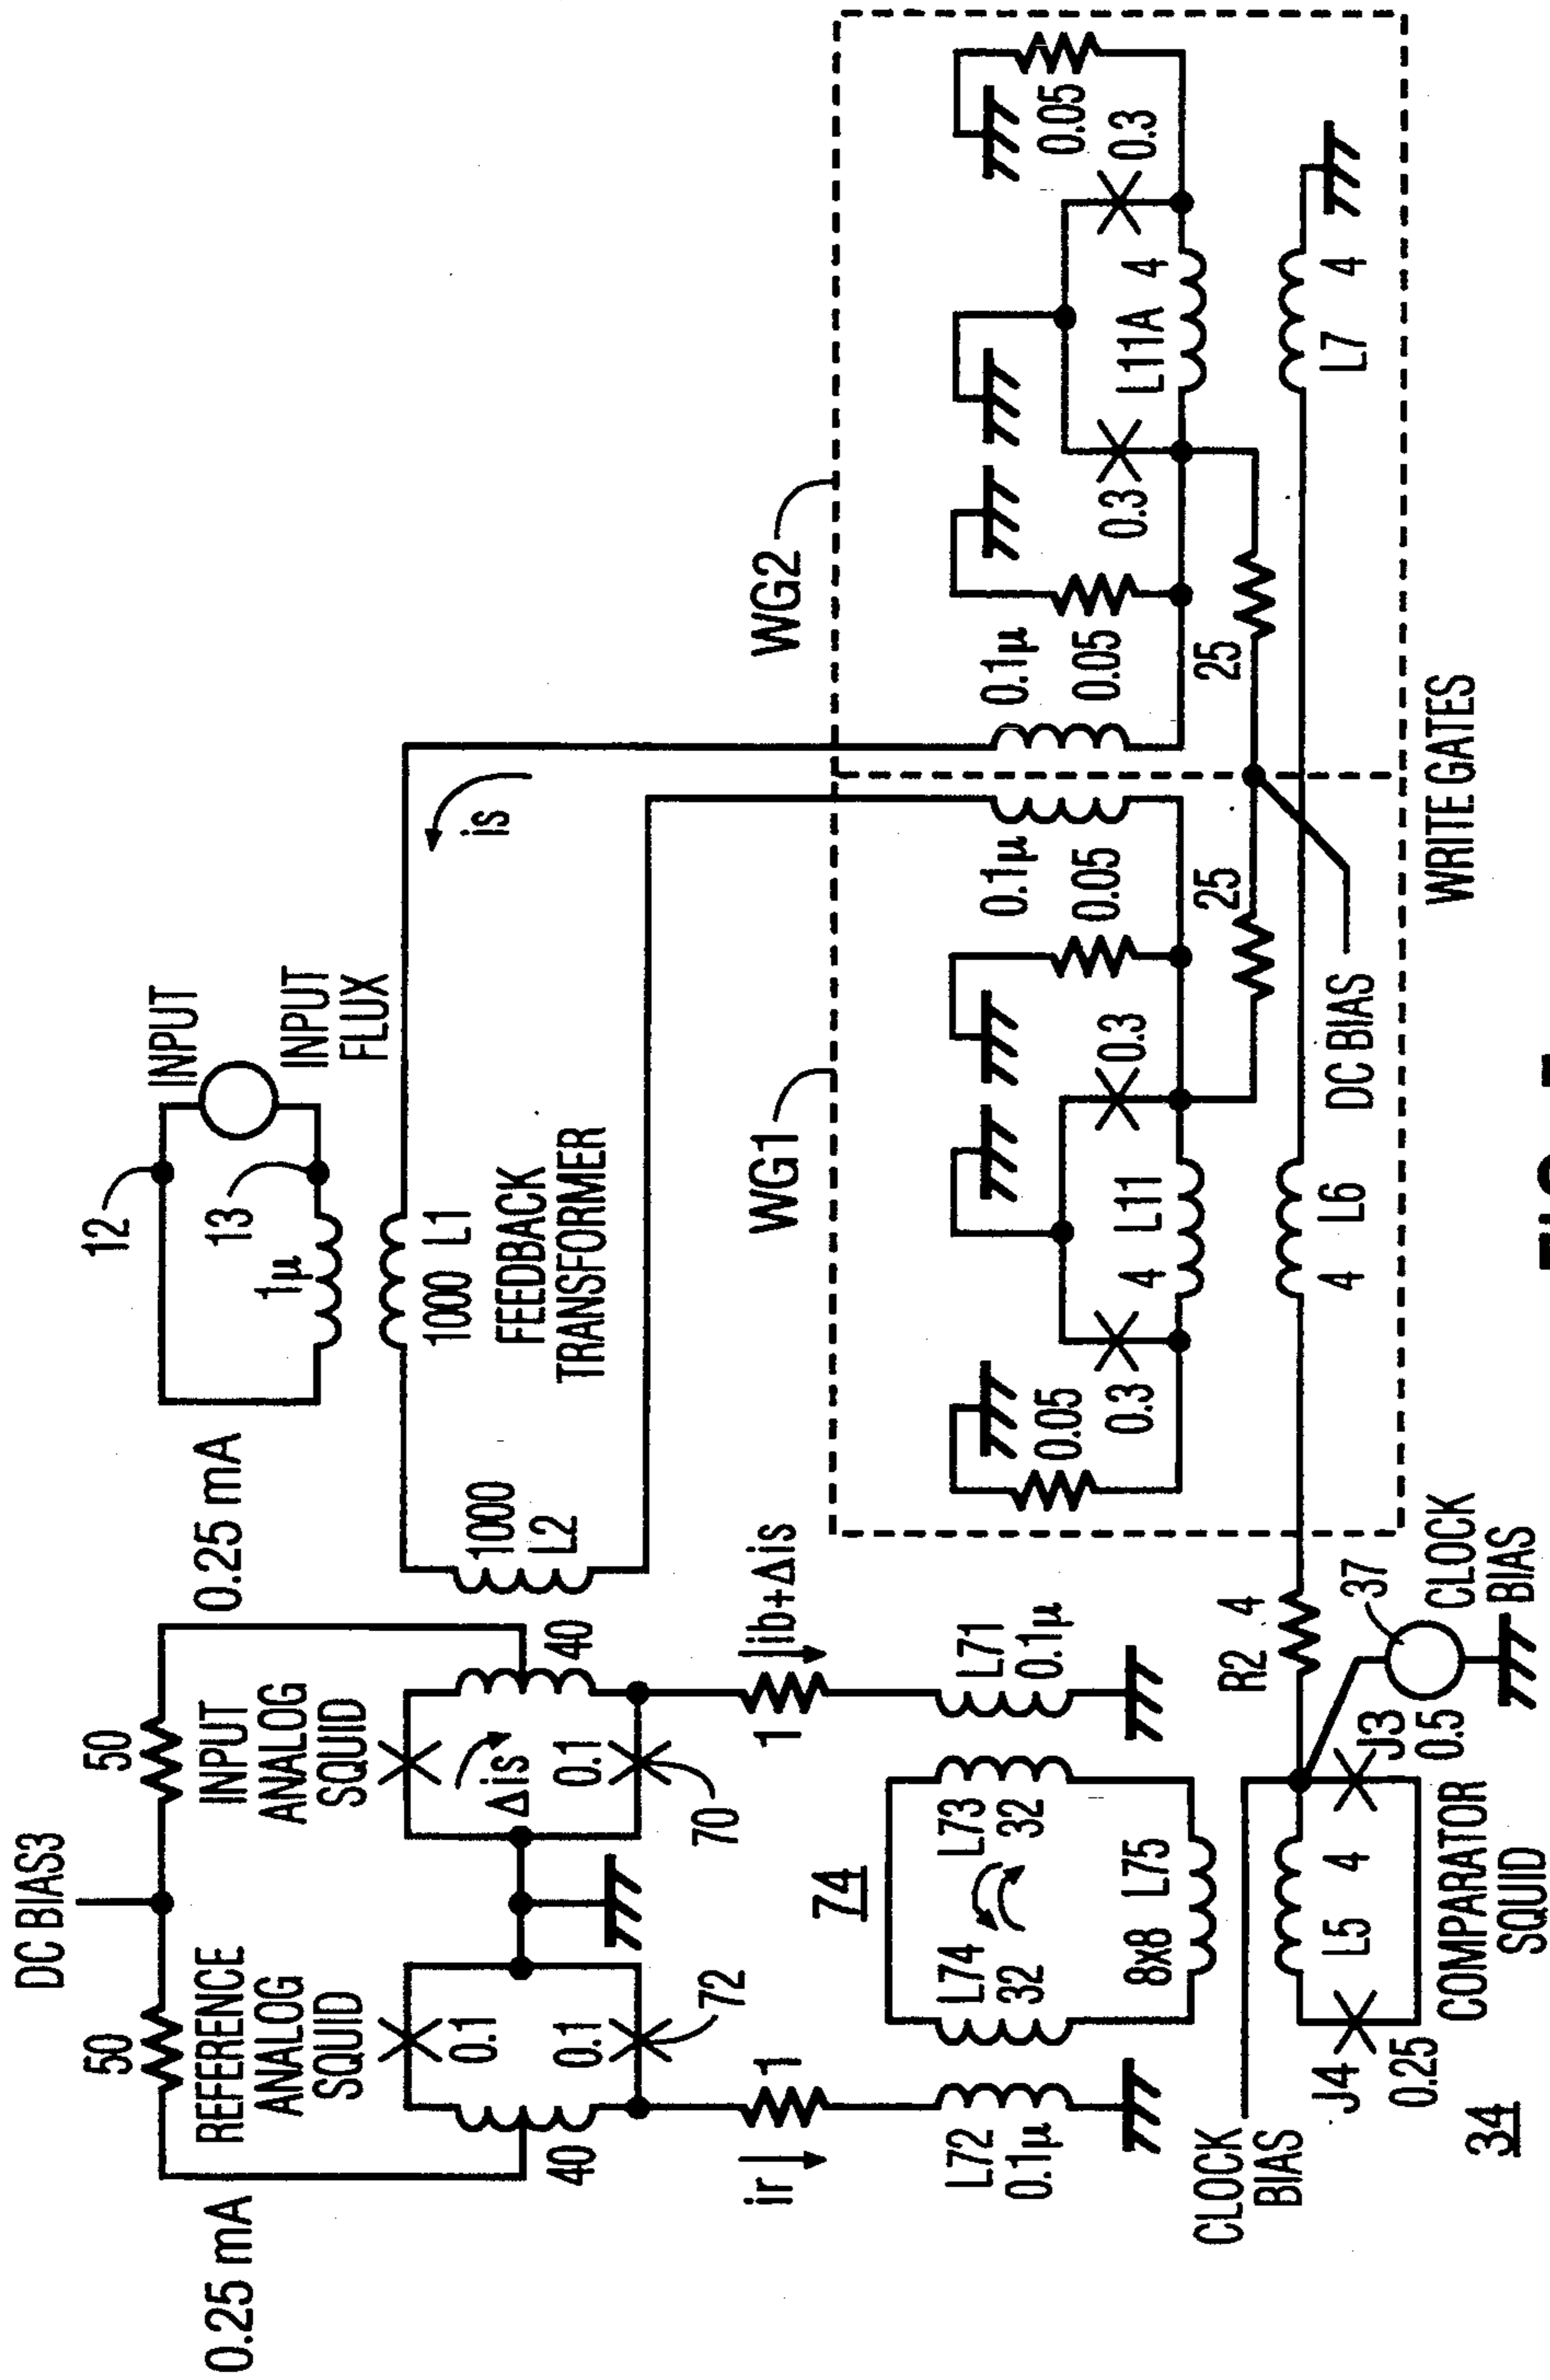 DC BIAS3
50
50
0.25 mA
0.25 mA
REFERENCE
ANALOG
SQUID
INPUT
ANALOG
SQUID
0.1
0.1
Δis
0.1
40
40
72
70
ir
1
1
ib+Δis
L72
0.1μ
L74
32
74
L73
32
L71
0.1μ
8x8 L75
CLOCK
BIAS
J4
0.25
L5 4
J3
0.5
COMPARATOR
SQUID
34
R2 4
37
CLOCK
BIAS
12
13
INPUT
INPUT
FLUX
1μ
1000 L1
FEEDBACK
TRANSFORMER
1000
L2
is
WG1
WG2
0.05
0.3
4 L11
0.3
0.1μ
0.05
0.1μ
0.05
0.3
L11A 4
0.3
0.05
25
25
4 L6
L7 4
DC BIAS
WRITE GATES